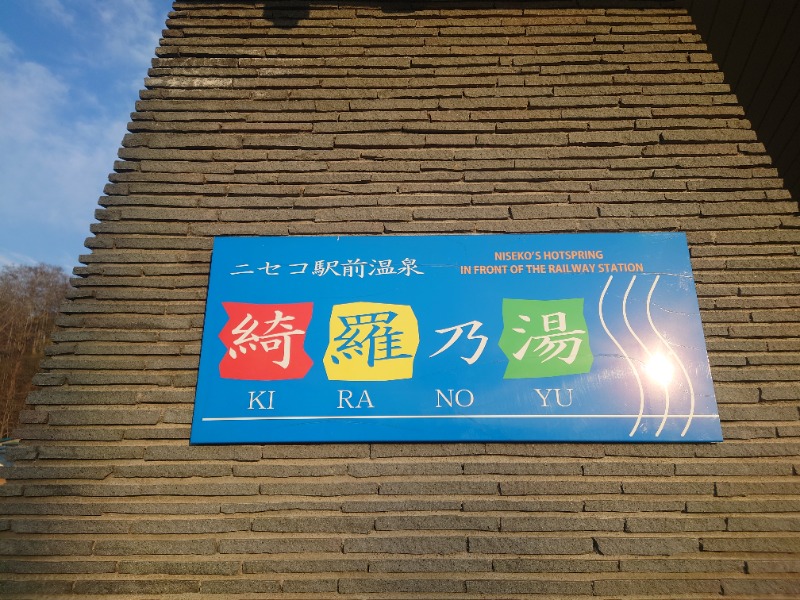 ニセコ駅前温泉
NISEKO'S HOTSPRING
IN FRONT OF THE RAILWAY STATION
綺羅乃湯
KI RA NO YU